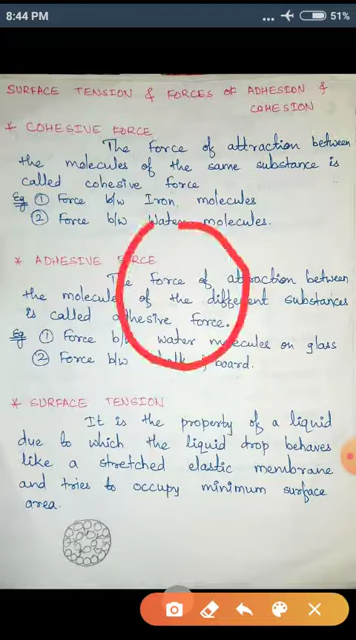 8:44 PM ... 51%
SURFACE TENSION & FORCES OF ADHESION &
COHESION
* COHESIVE FORCE
The Force of attraction between
the molecules of the same substance is
called cohesive force
Eg ① Force b/w Iron molecules
② Force b/w Water molecules.
* ADHESIVE FORCE
The Force of attraction between
the molecules of the different substances
is called adhesive force.
Eg ① Force b/w water molecules on glass
② Force b/w board.
* SURFACE TENSION
It is the property of a liquid
due to which the liquid drop behaves
like a stretched elastic membrane
and tries to occupy minimum surface
area.